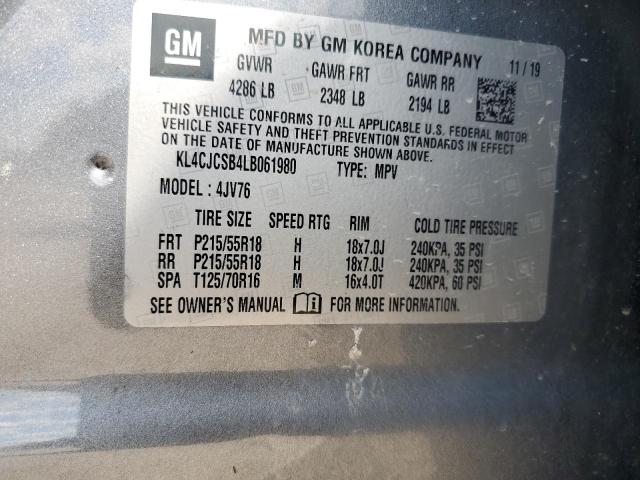 GM
MFD BY GM KOREA COMPANY 11/19
GVWR GAWR FRT GAWR RR
4286 LB 2348 LB 2194 LB
THIS VEHICLE CONFORMS TO ALL APPLICABLE U.S. FEDERAL MOTOR
VEHICLE SAFETY AND THEFT PREVENTION STANDARDS IN EFFECT
ON THE DATE OF MANUFACTURE SHOWN ABOVE.
KL4CJCSB4LB061980 TYPE: MPV
MODEL: 4JV76
TIRE SIZE SPEED RTG RIM COLD TIRE PRESSURE
FRT P215/55R18 H 18x7.0J 240KPA, 35 PSI
RR P215/55R18 H 18x7.0J 240KPA, 35 PSI
SPA T125/70R16 M 16x4.0T 420KPA, 60 PSI
SEE OWNER'S MANUAL FOR MORE INFORMATION.